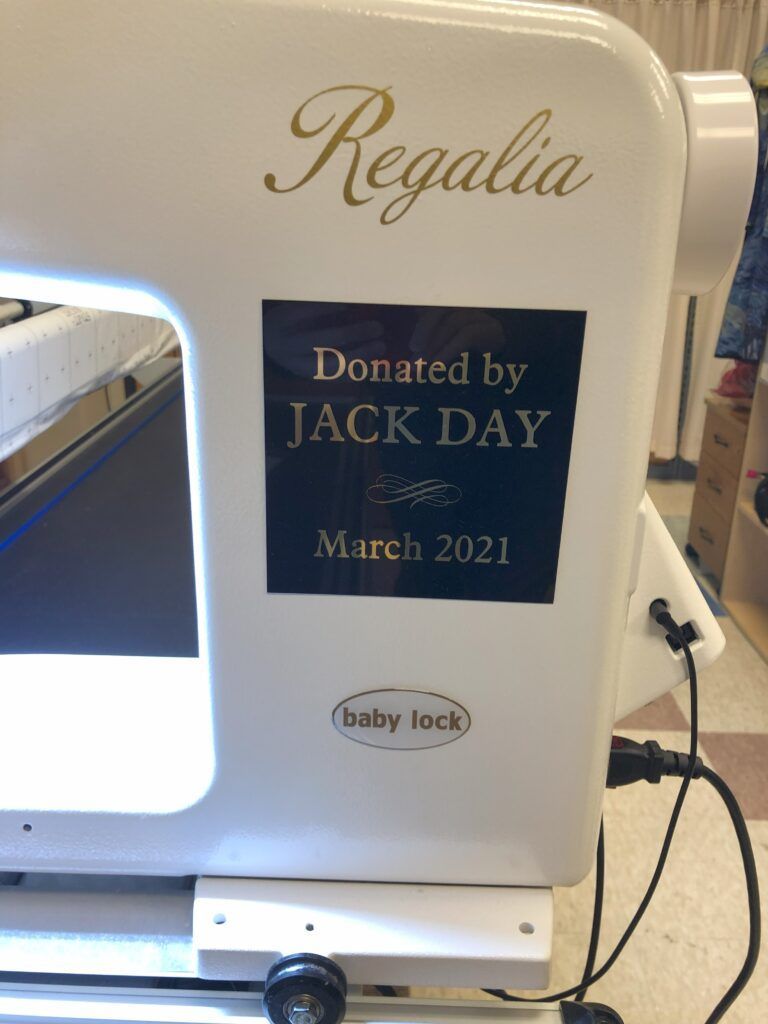 Regalia
Donated by
JACK DAY
March 2021
baby lock